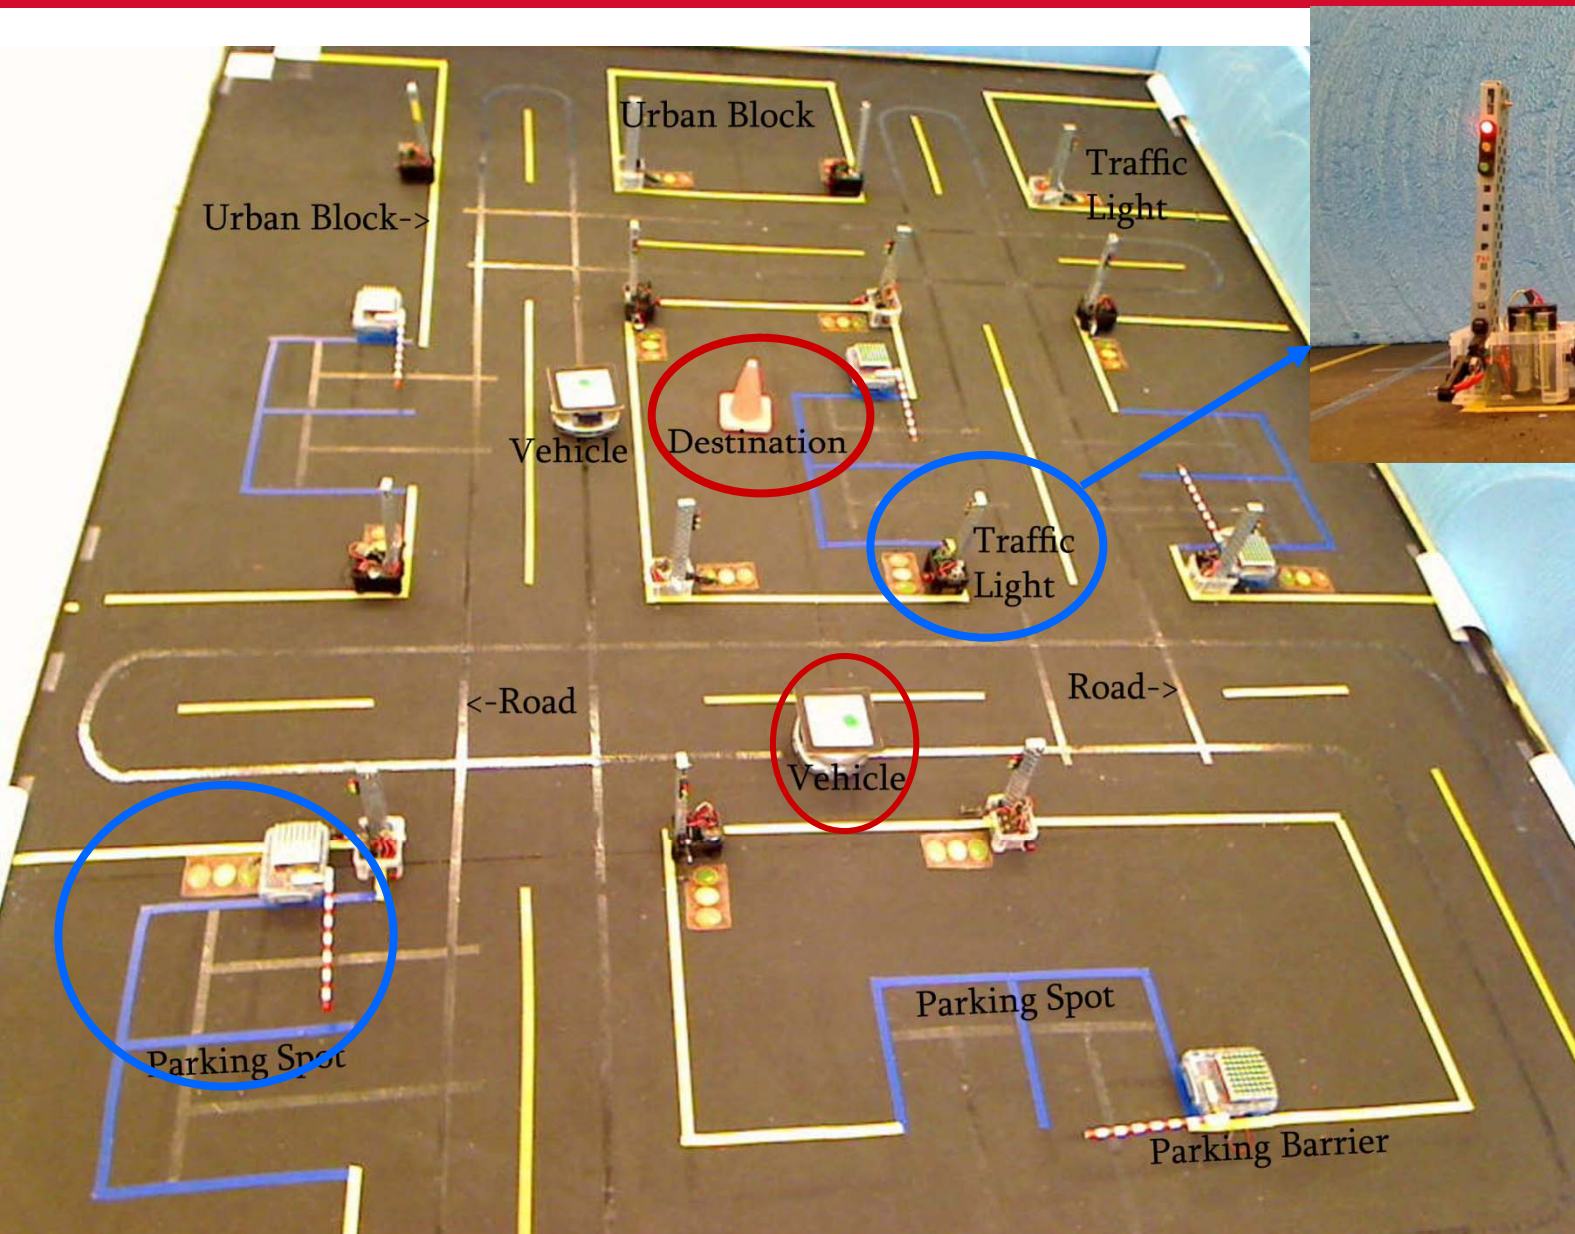 Urban Block
Traffic
Light
Urban Block->
Vehicle
Destination
Traffic
Light
<-Road
Road->
Vehicle
Parking Spot
Parking Spot
Parking Barrier